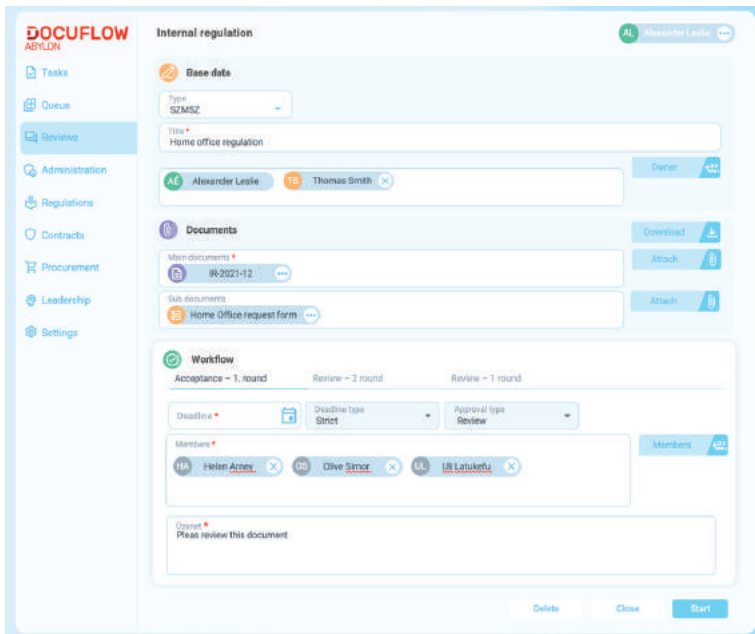 DOCUFLOW
ABYLON
Tasks
Queue
Reviews
Administration
Regulations
Contracts
Procurement
Leadership
Settings
Internal regulation
AL Alexander Leslie
Base data
Type
SZMSZ
Title *
Home office regulation
AÉ Alexander Leslie TS Thomas Smith
Owner
Documents
Download
Main documents *
IR-2021-12
Attach
Sub documents
Home Office request form
Attach
Workflow
Acceptance – 1. round Review – 2 round Review – 1 round
Deadline *
Deadline type
Strict
Approval type
Review
Members *
HA Helen Arney OS Olive Simor UL Uli Latukefu
Members
Üzenet *
Pleas review this document
Delete Close Start